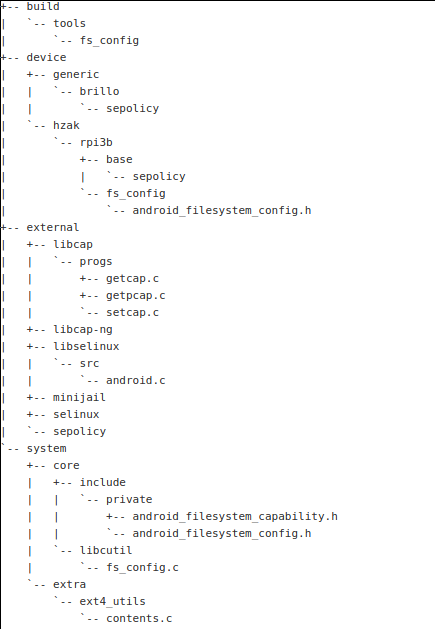 +-- build
|   `-- tools
|       `-- fs_config
+-- device
|   +-- generic
|   |   `-- brillo
|   |       `-- sepolicy
|   `-- hzak
|       `-- rpi3b
|           +-- base
|           |   `-- sepolicy
|           `-- fs_config
|               `-- android_filesystem_config.h
+-- external
|   +-- libcap
|   |   `-- progs
|   |       +-- getcap.c
|   |       +-- getpcap.c
|   |       `-- setcap.c
|   +-- libcap-ng
|   +-- libselinux
|   |   `-- src
|   |       `-- android.c
|   +-- minijail
|   +-- selinux
|   `-- sepolicy
`-- system
    +-- core
    |   +-- include
    |   |   `-- private
    |   |       +-- android_filesystem_capability.h
    |   |       `-- android_filesystem_config.h
    |   `-- libcutil
    |       `-- fs_config.c
    `-- extra
        `-- ext4_utils
            `-- contents.c